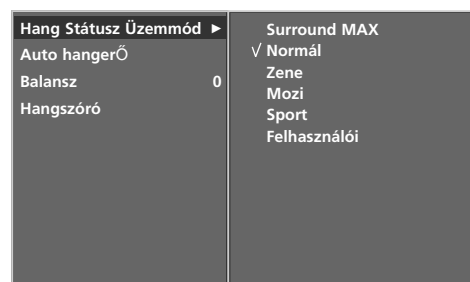 Hang Státusz Üzemmód ►
Auto hangerŐ
Balansz 0
Hangszóró
Surround MAX
√ Normál
Zene
Mozi
Sport
Felhasználói